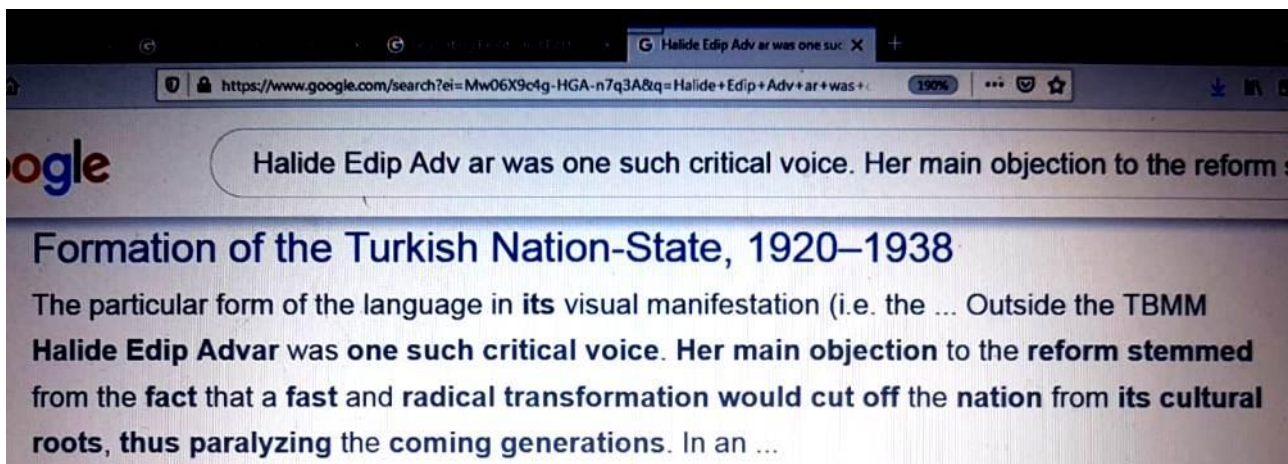 Halide Edip Adv ar was one suc
https://www.google.com/search?ei=Mw06X9c4g-HGA-n7q3A&q=Halide+Edip+Adv+ar+was+
190%
ogle
Halide Edip Adv ar was one such critical voice. Her main objection to the reform
Formation of the Turkish Nation-State, 1920–1938
The particular form of the language in its visual manifestation (i.e. the ... Outside the TBMM
Halide Edip Advar was one such critical voice. Her main objection to the reform stemmed
from the fact that a fast and radical transformation would cut off the nation from its cultural
roots, thus paralyzing the coming generations. In an ...